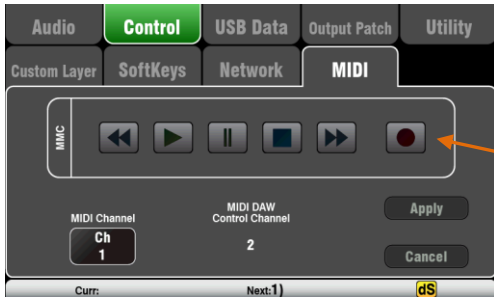 Audio
Control
USB Data
Output Patch
Utility
Custom Layer
SoftKeys
Network
MIDI
MMC
MIDI Channel
Ch
1
MIDI DAW
Control Channel
2
Apply
Cancel
Curr:
Next:1)
dS